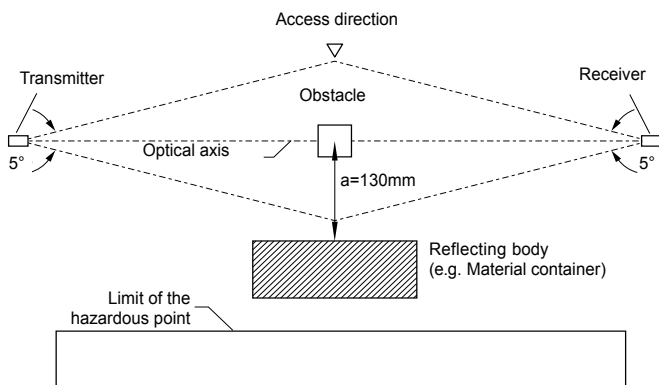 Access direction
Transmitter
Receiver
Obstacle
Optical axis
5°
5°
a=130mm
Reflecting body
(e.g. Material container)
Limit of the
hazardous point